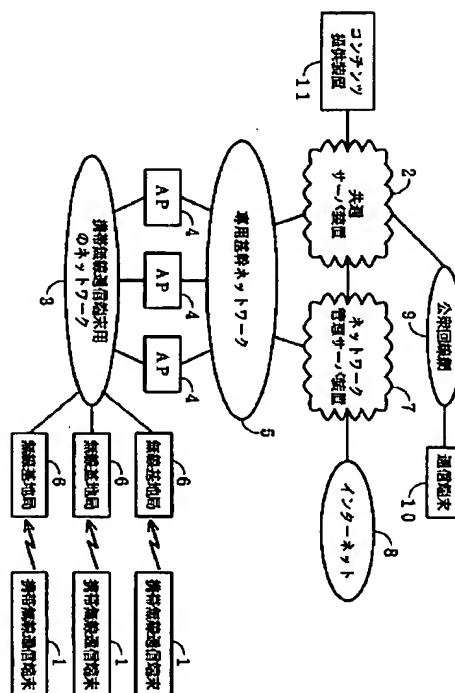 コンテンツ
提供装置
11
共通
サーバ装置
2
公衆回線網
9
通信端末
10
ネットワーク
管理サーバ装置
7
インターネット
8
専用基幹ネットワーク
5
AP
4
AP
4
AP
4
携帯無線通信端末用
のネットワーク
3
無線基地局
6
無線基地局
6
無線基地局
6
携帯無線通信端末
1
携帯無線通信端末
1
携帯無線通信端末
1